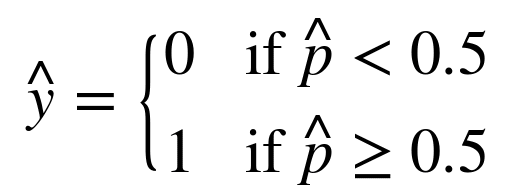 ŷ = { 0 if p̂ < 0.5
1 if p̂ ≥ 0.5